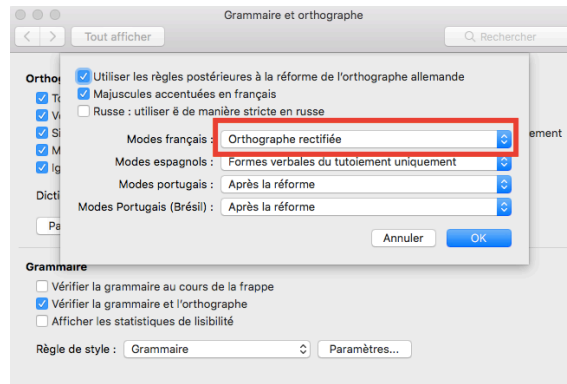 Grammaire et orthographe
Tout afficher
Rechercher
Utiliser les règles postérieures à la réforme de l'orthographe allemande
Majuscules accentuées en français
Russe : utiliser ë de manière stricte en russe
Modes français : Orthographe rectifiée
Modes espagnols : Formes verbales du tutoiement uniquement
Modes portugais : Après la réforme
Modes Portugais (Brésil) : Après la réforme
Annuler OK
Grammaire
Vérifier la grammaire au cours de la frappe
Vérifier la grammaire et l'orthographe
Afficher les statistiques de lisibilité
Règle de style : Grammaire Paramètres...